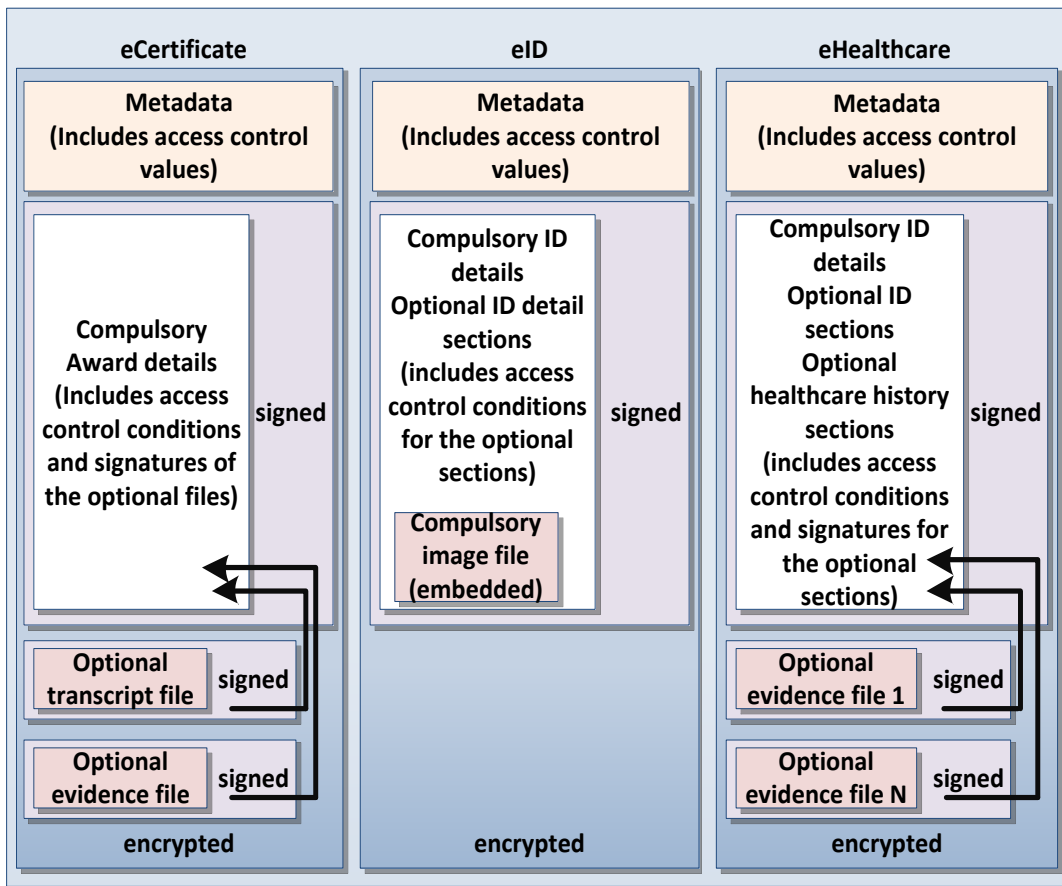 eCertificate
Metadata
(Includes access control
values)
Compulsory
Award details
(Includes access
control conditions
and signatures of
the optional files)
signed
Optional
transcript file
signed
Optional
evidence file
signed
encrypted
eID
Metadata
(Includes access control
values)
Compulsory ID
details
Optional ID detail
sections
(includes access
control conditions
for the optional
sections)
Compulsory
image file
(embedded)
signed
encrypted
eHealthcare
Metadata
(Includes access control
values)
Compulsory ID
details
Optional ID
sections
Optional
healthcare history
sections
(includes access
control conditions
and signatures for
the optional
sections)
signed
Optional
evidence file 1
signed
Optional
evidence file N
signed
encrypted